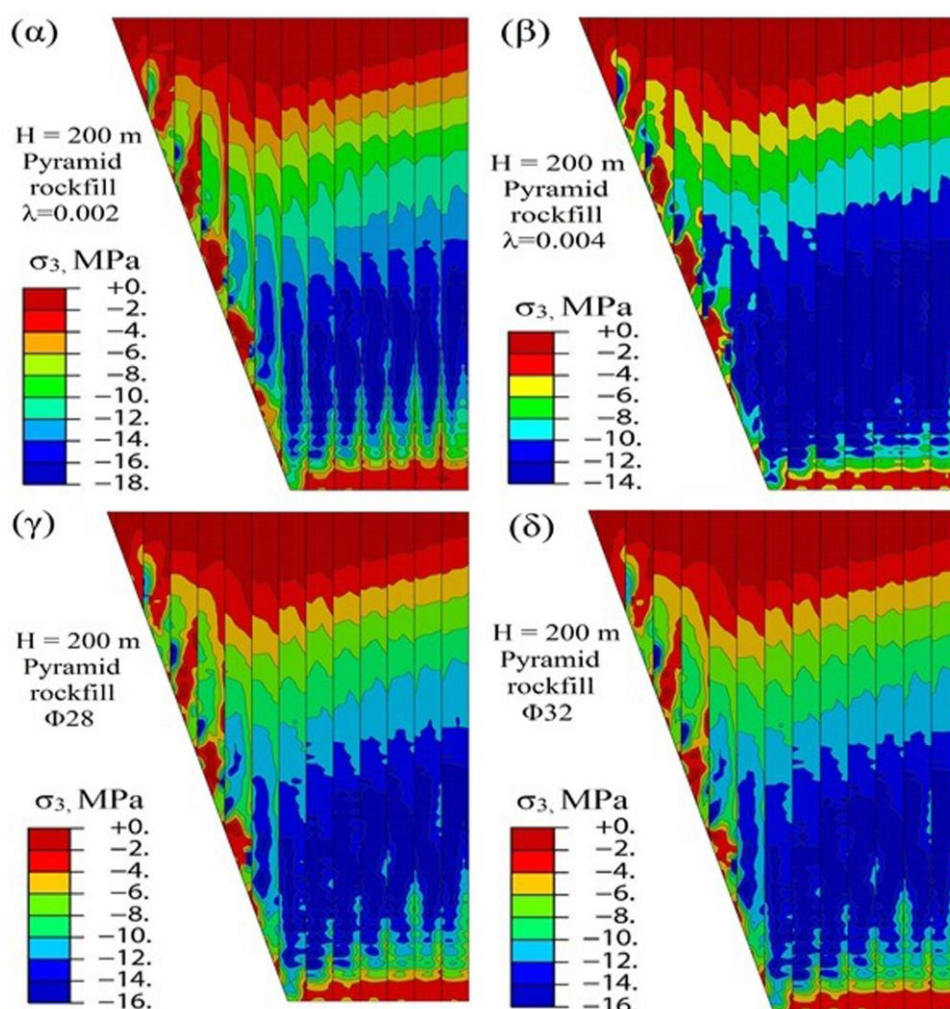 (α)
H = 200 m
Pyramid
rockfill
λ=0.002
σ3, MPa
+0.
−2.
−4.
−6.
−8.
−10.
−12.
−14.
−16.
−18.
(β)
H = 200 m
Pyramid
rockfill
λ=0.004
σ3, MPa
+0.
−2.
−4.
−6.
−8.
−10.
−12.
−14.
(γ)
H = 200 m
Pyramid
rockfill
Φ28
σ3, MPa
+0.
−2.
−4.
−6.
−8.
−10.
−12.
−14.
−16.
(δ)
H = 200 m
Pyramid
rockfill
Φ32
σ3, MPa
+0.
−2.
−4.
−6.
−8.
−10.
−12.
−14.
−16.